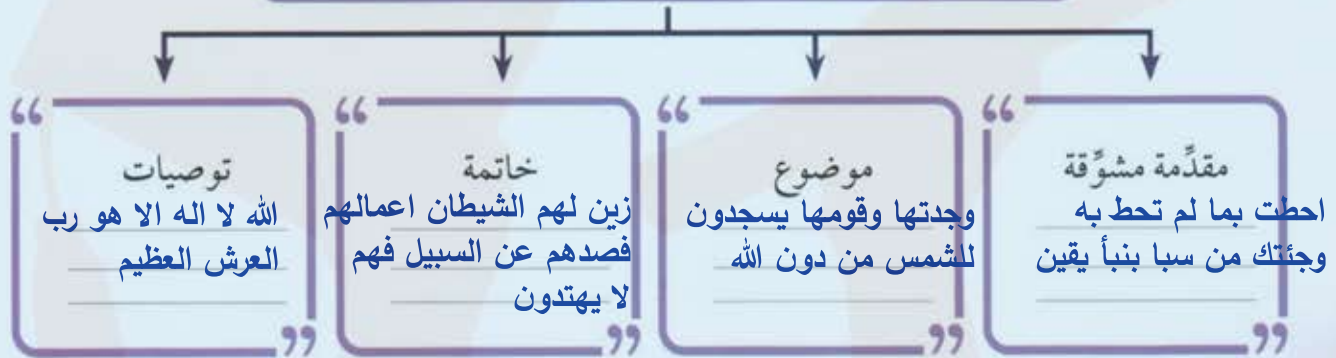 مقدِّمة مشوِّقة
احطت بما لم تحط به
وجئتك من سبا بنبأ يقين
موضوع
وجدتها وقومها يسجدون
للشمس من دون الله
خاتمة
زين لهم الشيطان اعمالهم
فصدهم عن السبيل فهم
لا يهتدون
توصيات
الله لا اله الا هو رب
العرش العظيم